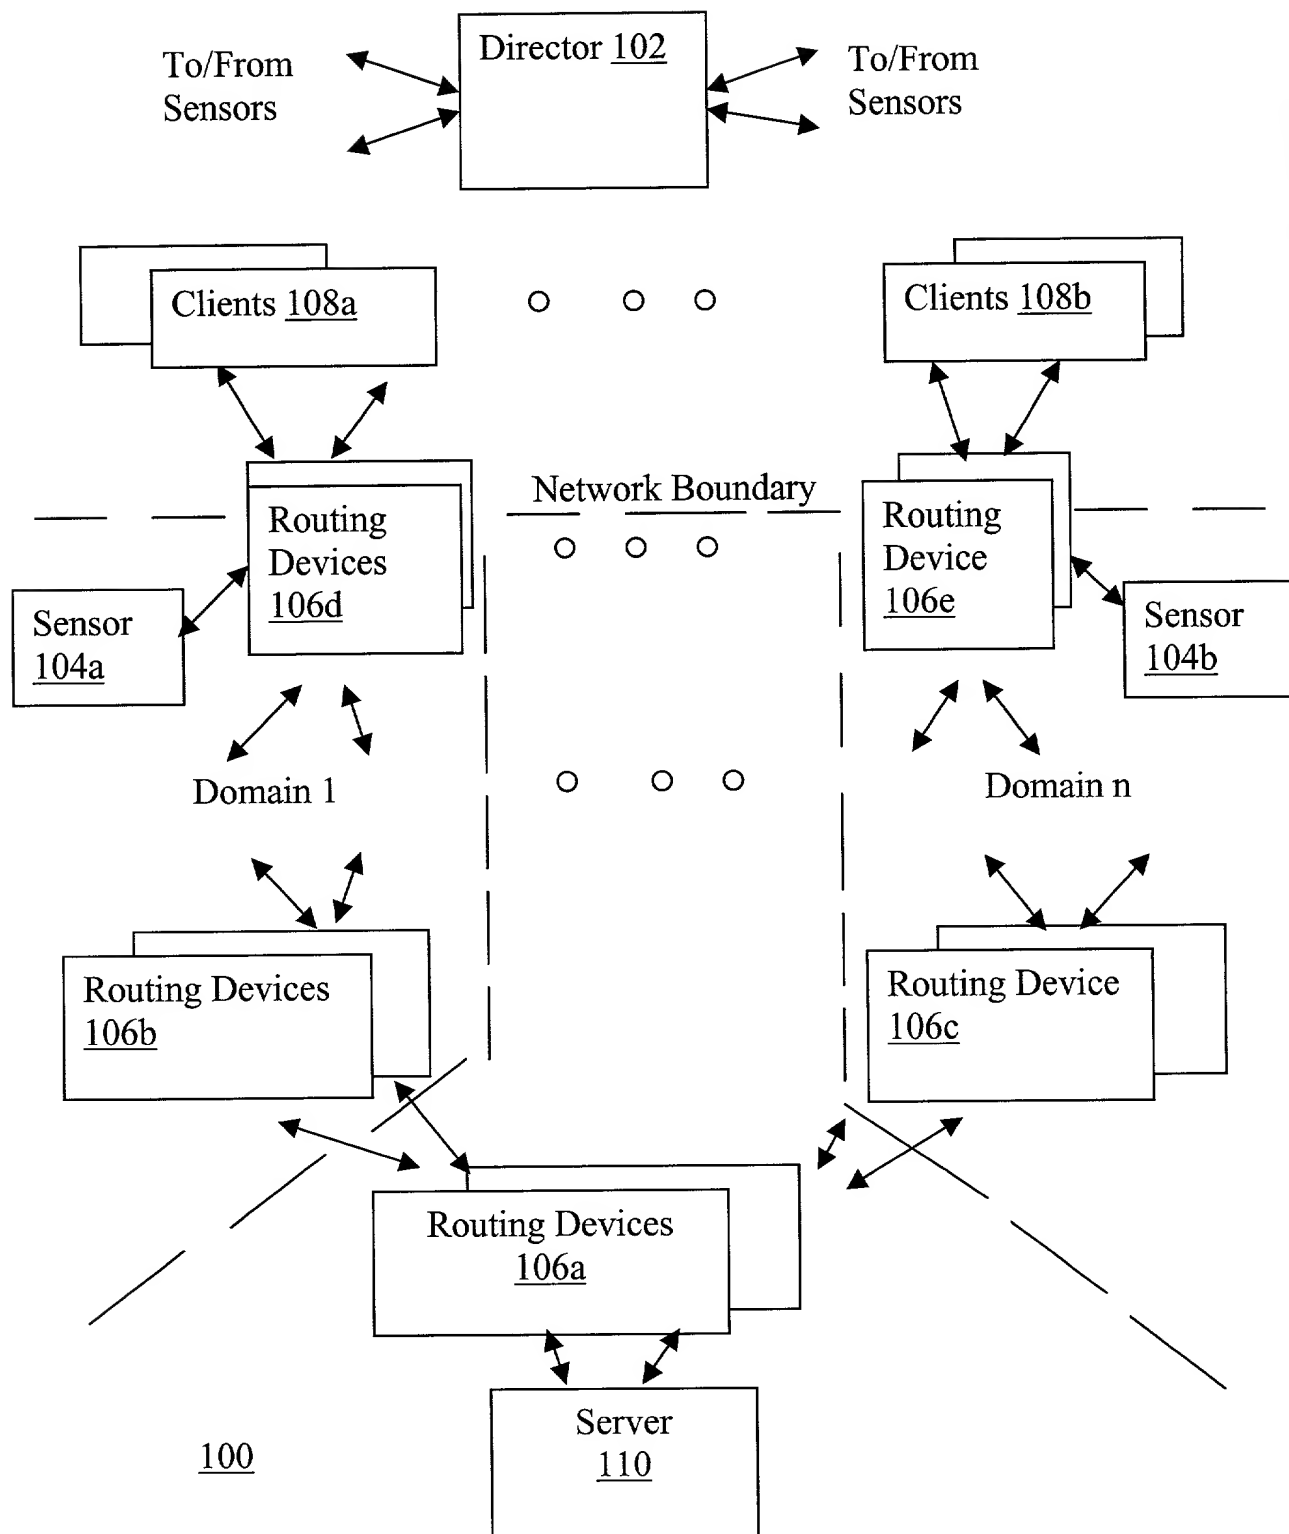 Director 102
To/From
Sensors
To/From
Sensors
Clients 108a
Clients 108b
Network Boundary
Routing
Devices
106d
Routing
Device
106e
Sensor
104a
Sensor
104b
Domain 1
Domain n
Routing Devices
106b
Routing Device
106c
Routing Devices
106a
Server
110
100